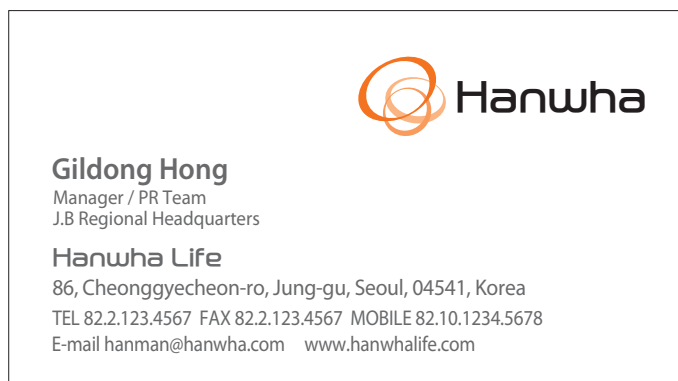 Hanwha
Gildong Hong
Manager / PR Team
J.B Regional Headquarters
Hanwha Life
86, Cheonggyecheon-ro, Jung-gu, Seoul, 04541, Korea
TEL 82.2.123.4567 FAX 82.2.123.4567 MOBILE 82.10.1234.5678
E-mail hanman@hanwha.com www.hanwhalife.com